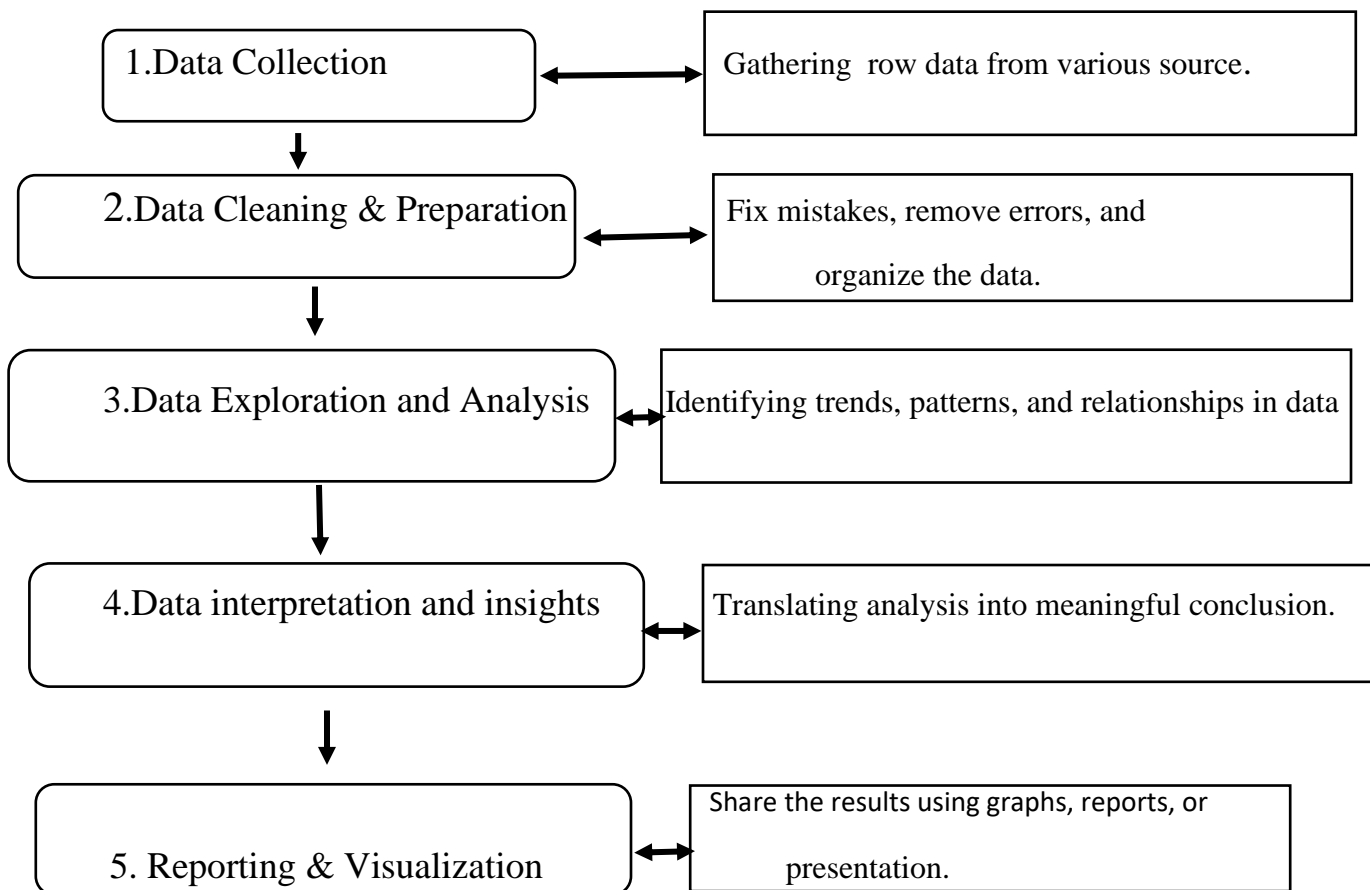 1.Data Collection
Gathering row data from various source.
2.Data Cleaning & Preparation
Fix mistakes, remove errors, and
organize the data.
3.Data Exploration and Analysis
Identifying trends, patterns, and relationships in data
4.Data interpretation and insights
Translating analysis into meaningful conclusion.
5. Reporting & Visualization
Share the results using graphs, reports, or
presentation.